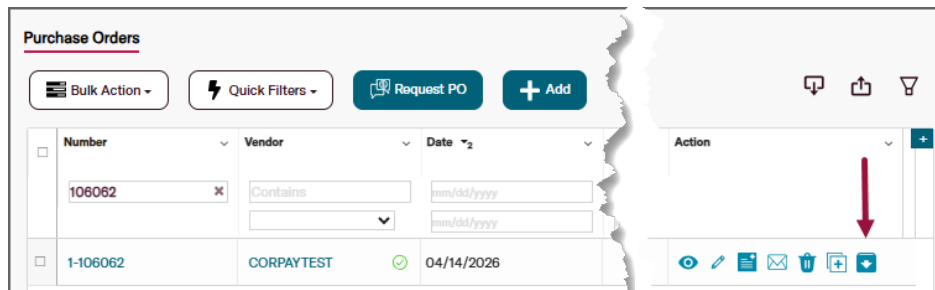 Purchase Orders
Bulk Action Quick Filters Request PO + Add
Number Vendor Date 2 Action
+
106062 Contains mm/dd/yyyy
mm/dd/yyyy
1-106062 CORPAYTEST 04/14/2026